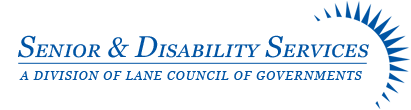 SENIOR & DISABILITY SERVICES
A DIVISION OF LANE COUNCIL OF GOVERNMENTS